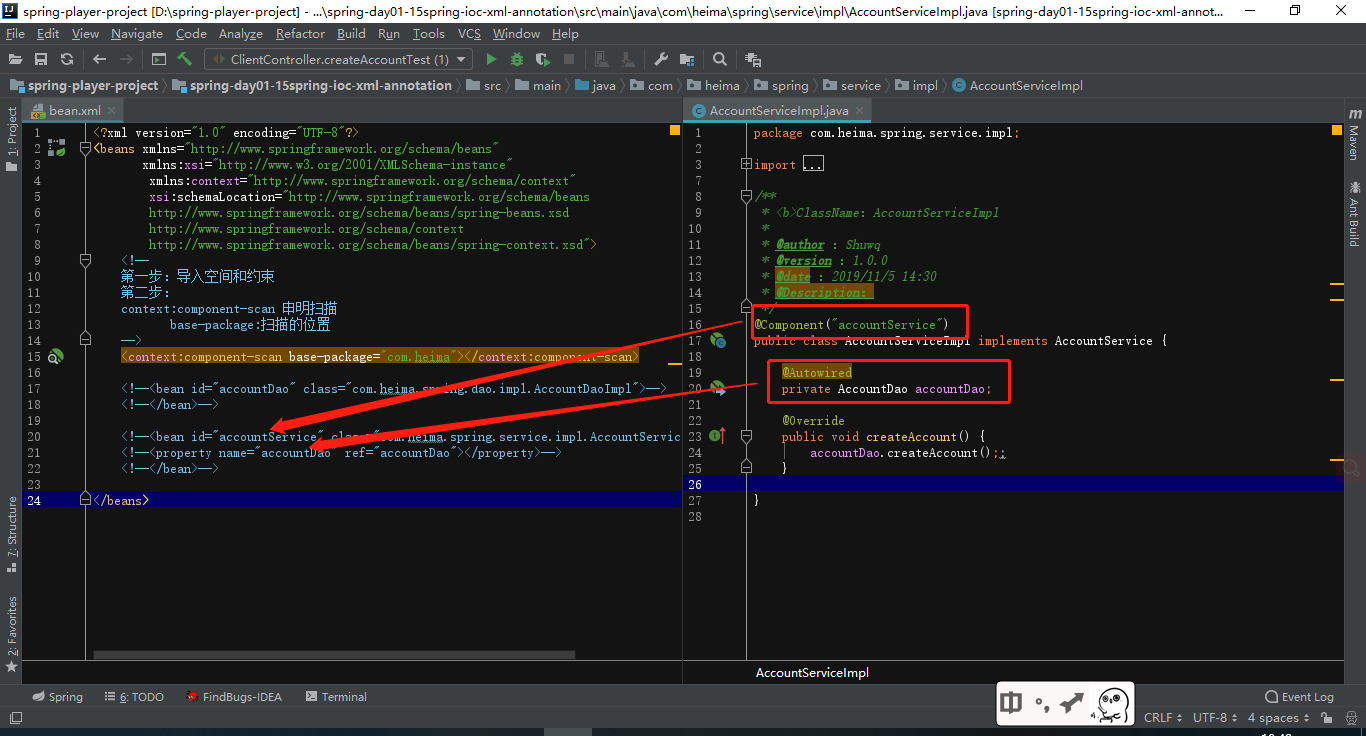 spring-player-project [D:\spring-player-project] - ...\spring-day01-15spring-ioc-xml-annotation\src\main\java\com\heima\spring\service\impl\AccountServiceImpl.java [spring-day01-15spring-ioc-xml-annot...
File Edit View Navigate Code Analyze Refactor Build Run Tools VCS Window Help
ClientController.createAccountTest (1)
spring-player-project spring-day01-15spring-ioc-xml-annotation src main java com heima spring service impl AccountServiceImpl
1: Project
7: Structure
2: Favorites
bean.xml
1 <?xml version="1.0" encoding="UTF-8"?>
2 <beans xmlns="http://www.springframework.org/schema/beans"
3 xmlns:xsi="http://www.w3.org/2001/XMLSchema-instance"
4 xmlns:context="http://www.springframework.org/schema/context"
5 xsi:schemaLocation="http://www.springframework.org/schema/beans
6 http://www.springframework.org/schema/beans/spring-beans.xsd
7 http://www.springframework.org/schema/context
8 http://www.springframework.org/schema/beans/spring-context.xsd">
9 <!--
10 第一步：导入空间和约束
11 第二步：
12 context:component-scan 申明扫描
13 base-package:扫描的位置
14 -->
15 <context:component-scan base-package="com.heima"></context:component-scan>
16
17 <!--<bean id="accountDao" class="com.heima.spring.dao.impl.AccountDaoImpl">-->
18 <!--</bean>-->
19
20 <!--<bean id="accountService" class="com.heima.spring.service.impl.AccountServic
21 <!--<property name="accountDao" ref="accountDao"></property>-->
22 <!--</bean>-->
23
24 </beans>
AccountServiceImpl.java
1 package com.heima.spring.service.impl;
2
3 import ...
7
8 /**
9 * <b>ClassName: AccountServiceImpl
10 *
11 * @author : Shuwq
12 * @version : 1.0.0
13 * @date : 2019/11/5 14:30
14 * @Description:
15 */
16 @Component("accountService")
17 public class AccountServiceImpl implements AccountService {
18
19 @Autowired
20 private AccountDao accountDao;
21
22 @Override
23 public void createAccount() {
24 accountDao.createAccount();;
25 }
26
27 }
28
AccountServiceImpl
m Maven
Ant Build
Spring 6: TODO FindBugs-IDEA Terminal Event Log
中
CRLF UTF-8 4 spaces